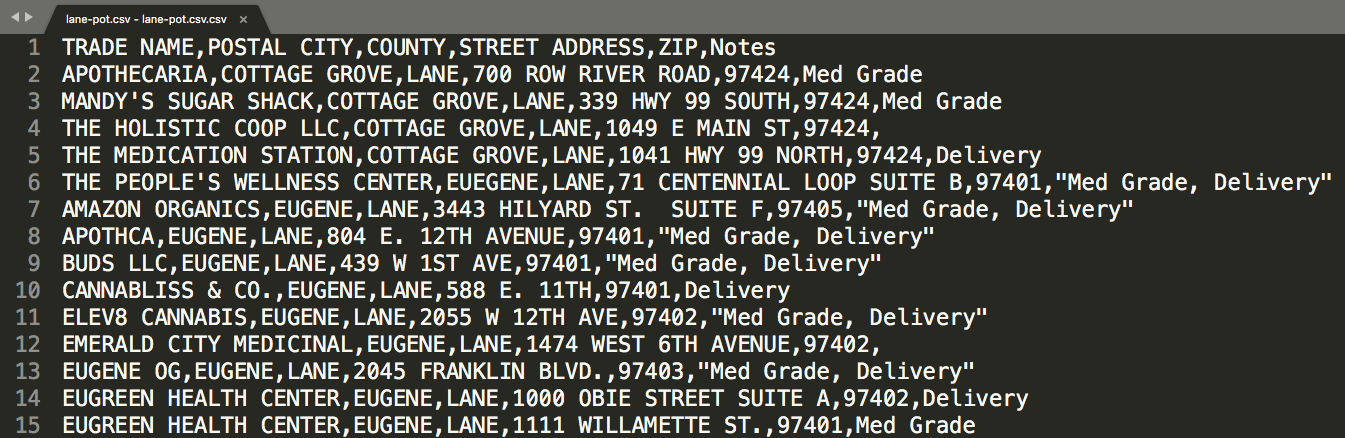 lane-pot.csv - lane-pot.csv.csv ×
1 TRADE NAME,POSTAL CITY,COUNTY,STREET ADDRESS,ZIP,Notes
2 APOTHECARIA,COTTAGE GROVE,LANE,700 ROW RIVER ROAD,97424,Med Grade
3 MANDY'S SUGAR SHACK,COTTAGE GROVE,LANE,339 HWY 99 SOUTH,97424,Med Grade
4 THE HOLISTIC COOP LLC,COTTAGE GROVE,LANE,1049 E MAIN ST,97424,
5 THE MEDICATION STATION,COTTAGE GROVE,LANE,1041 HWY 99 NORTH,97424,Delivery
6 THE PEOPLE'S WELLNESS CENTER,EUEGENE,LANE,71 CENTENNIAL LOOP SUITE B,97401,"Med Grade, Delivery"
7 AMAZON ORGANICS,EUGENE,LANE,3443 HILYARD ST.  SUITE F,97405,"Med Grade, Delivery"
8 APOTHCA,EUGENE,LANE,804 E. 12TH AVENUE,97401,"Med Grade, Delivery"
9 BUDS LLC,EUGENE,LANE,439 W 1ST AVE,97401,"Med Grade, Delivery"
10 CANNABLISS & CO.,EUGENE,LANE,588 E. 11TH,97401,Delivery
11 ELEV8 CANNABIS,EUGENE,LANE,2055 W 12TH AVE,97402,"Med Grade, Delivery"
12 EMERALD CITY MEDICINAL,EUGENE,LANE,1474 WEST 6TH AVENUE,97402,
13 EUGENE OG,EUGENE,LANE,2045 FRANKLIN BLVD.,97403,"Med Grade, Delivery"
14 EUGREEN HEALTH CENTER,EUGENE,LANE,1000 OBIE STREET SUITE A,97402,Delivery
15 EUGREEN HEALTH CENTER,EUGENE,LANE,1111 WILLAMETTE ST.,97401,Med Grade